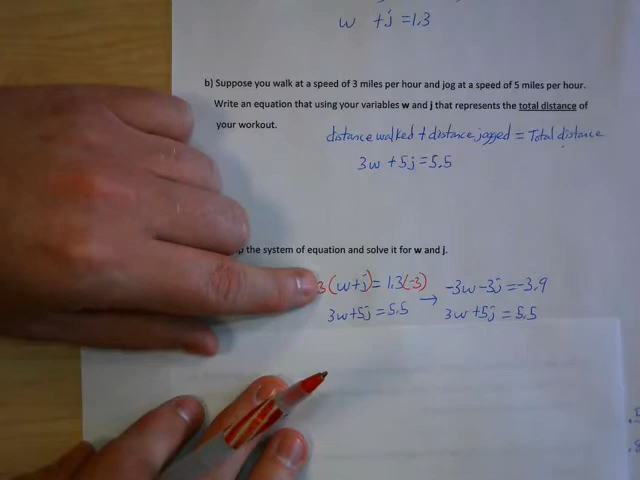 w + j = 1.3
b) Suppose you walk at a speed of 3 miles per hour and jog at a speed of 5 miles per hour.
Write an equation that using your variables w and j that represents the total distance of
your workout.
distance walked + distance jogged = Total distance
3w + 5j = 5.5
the system of equation and solve it for w and j.
3(w+j) = 1.3(-3) → -3w-3j = -3.9
3w+5j = 5.5 3w+5j = 5.5